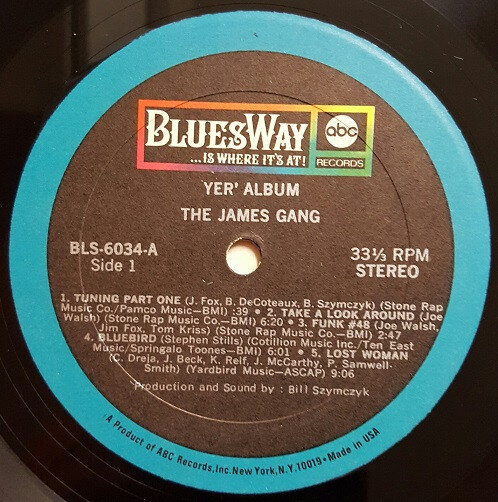 BLUESWAY
...IS WHERE IT'S AT!
abc
RECORDS
YER' ALBUM
THE JAMES GANG
BLS-6034-A
Side 1
33⅓ RPM
STEREO
1. TUNING PART ONE (J. Fox, B. DeCoteaux, B. Szymczyk) (Stone Rap
Music Co./Pamco Music—BMI) :39 • 2. TAKE A LOOK AROUND (Joe
Walsh) (Stone Rap Music Co.—BMI) 6:20 • 3. FUNK #48 (Joe Walsh,
Jim Fox, Tom Kriss) (Stone Rap Music Co.—BMI) 2:47
4. BLUEBIRD (Stephen Stills) (Cotillion Music Inc./Ten East
Music/Springalo Toones—BMI) 6:01 • 5. LOST WOMAN
(C. Dreja, J. Beck, K. Relf, J. McCarthy, P. Samwell-
Smith) (Yardbird Music—ASCAP) 9:06
Production and Sound by : Bill Szymczyk
A Product of ABC Records, Inc. New York, N.Y. 10019 • Made in USA